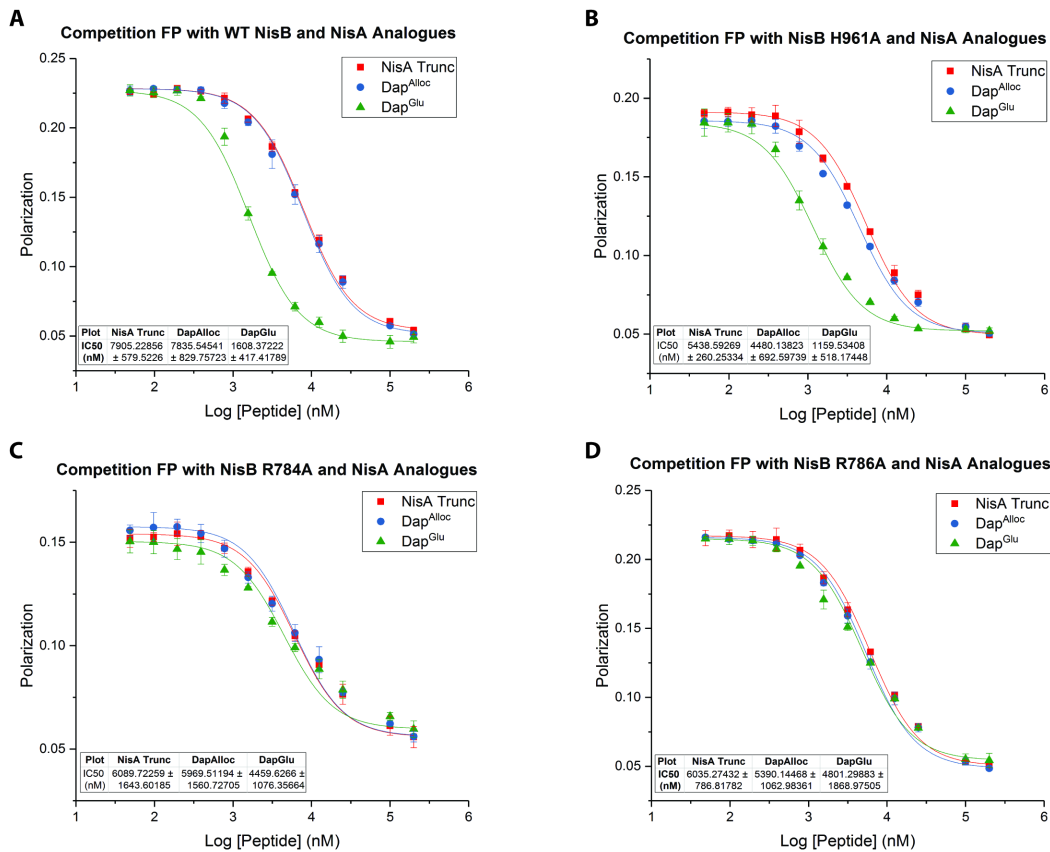 A
Competition FP with WT NisB and NisA Analogues
0.25
0.20
0.15
0.10
0.05
Polarization
NisA Trunc
Dap^Alloc
Dap^Glu
Plot NisA Trunc DapAlloc DapGlu
IC50 7905.22856 7835.54541 1608.37222
(nM) ± 579.5226 ± 829.75723 ± 417.41789
1 2 3 4 5 6
Log [Peptide] (nM)
B
Competition FP with NisB H961A and NisA Analogues
0.20
0.15
0.10
0.05
Polarization
NisA Trunc
Dap^Alloc
Dap^Glu
Plot NisA Trunc DapAlloc DapGlu
IC50 5438.59269 4480.13823 1159.53408
(nM) ± 260.25334 ± 692.59739 ± 518.17448
1 2 3 4 5 6
Log [Peptide] (nM)
C
Competition FP with NisB R784A and NisA Analogues
0.15
0.10
0.05
Polarization
NisA Trunc
Dap^Alloc
Dap^Glu
Plot NisA Trunc DapAlloc DapGlu
IC50 6089.72259 ± 5969.51194 ± 4459.6266 ±
(nM) 1643.60185 1560.72705 1076.35664
1 2 3 4 5 6
Log [Peptide] (nM)
D
Competition FP with NisB R786A and NisA Analogues
0.25
0.20
0.15
0.10
0.05
Polarization
NisA Trunc
Dap^Alloc
Dap^Glu
Plot NisA Trunc DapAlloc DapGlu
IC50 6035.27432 ± 5390.14468 ± 4801.29883 ±
(nM) 786.81782 1062.98361 1868.97505
1 2 3 4 5 6
Log [Peptide] (nM)